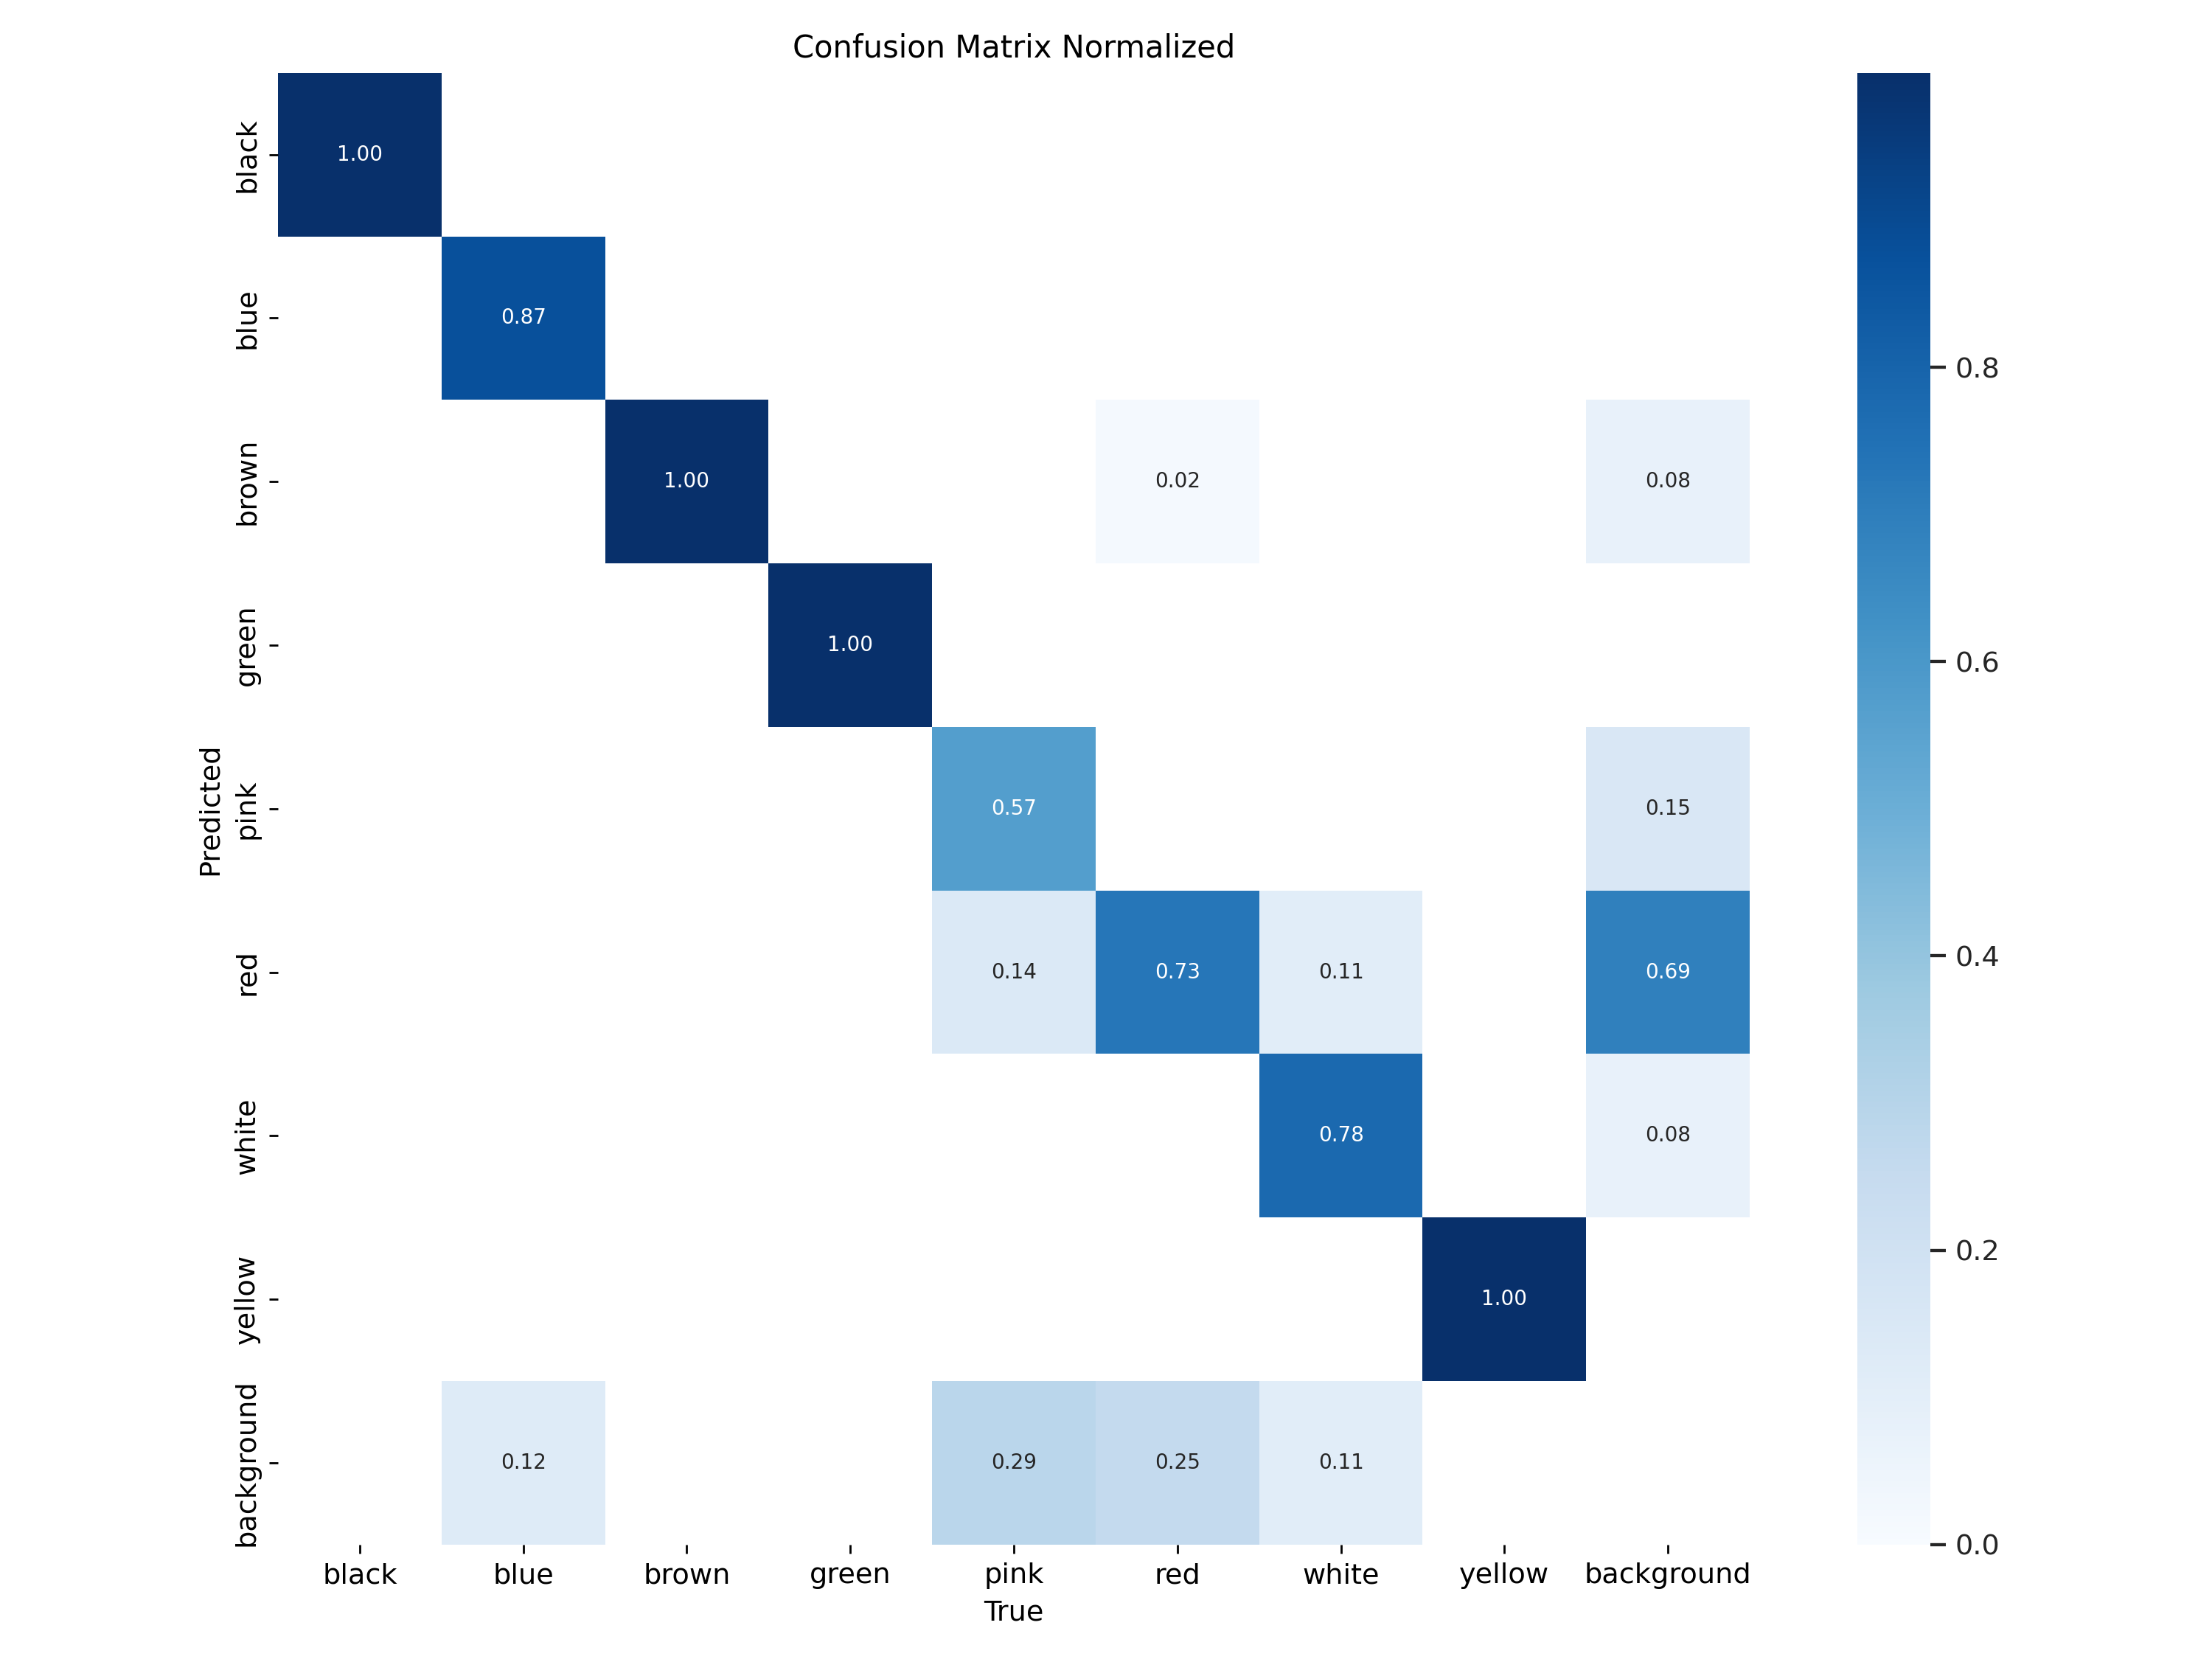 Confusion Matrix Normalized
black
1.00
blue
0.87
0.8
brown
1.00
0.02
0.08
green
1.00
0.6
Predicted
pink
0.57
0.15
red
0.14
0.73
0.11
0.69
0.4
white
0.78
0.08
yellow
1.00
0.2
background
0.12
0.29
0.25
0.11
0.0
black
blue
brown
green
pink
red
white
yellow
background
True